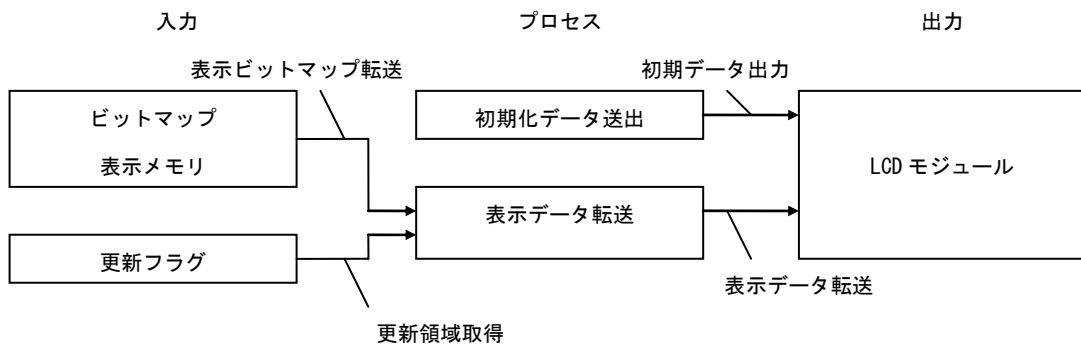 入力
プロセス
出力
表示ビットマップ転送
初期データ出力
ビットマップ
表示メモリ
初期化データ送出
LCD モジュール
表示データ転送
更新フラグ
表示データ転送
更新領域取得